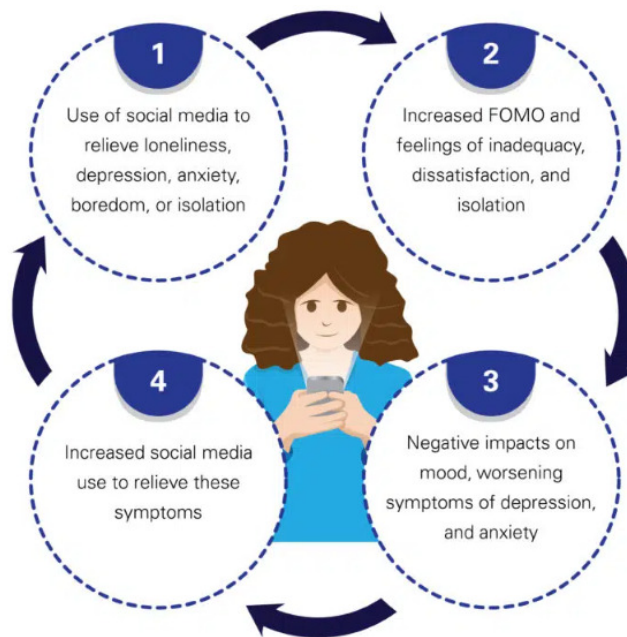 1
Use of social media to
relieve loneliness,
depression, anxiety,
boredom, or isolation
2
Increased FOMO and
feelings of inadequacy,
dissatisfaction, and
isolation
3
Negative impacts on
mood, worsening
symptoms of depression,
and anxiety
4
Increased social media
use to relieve these
symptoms